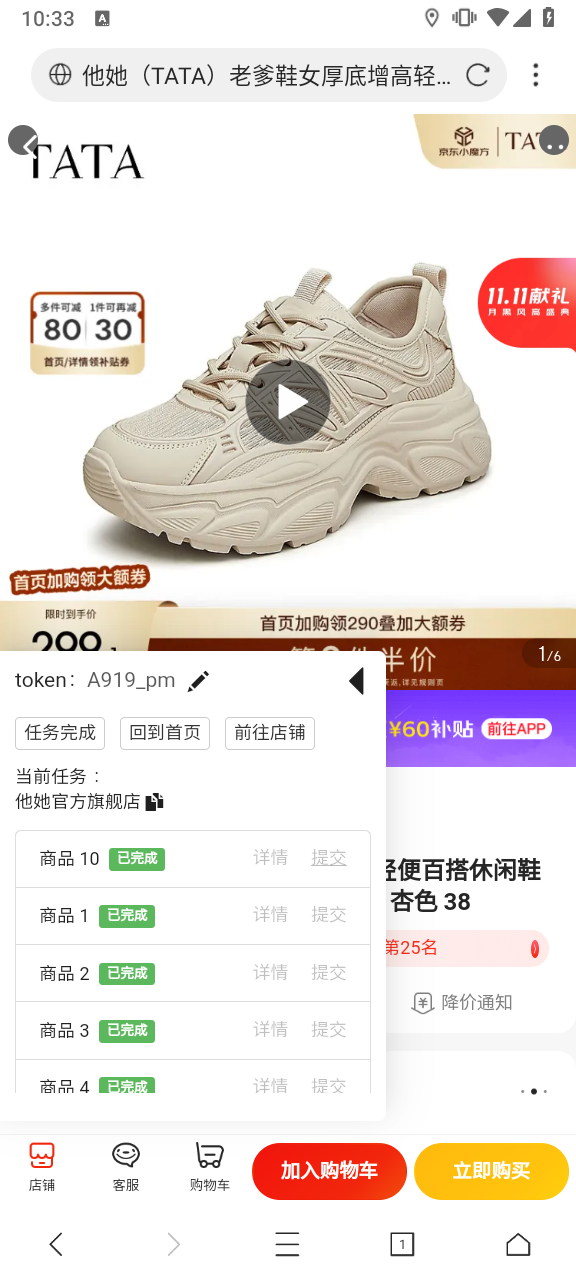 10:33
A
他她（TATA）老爹鞋女厚底增高轻...
TATA
京东小魔方
多件可减 1件可再减
80 30
首页/详情领补贴券
11.11献礼
月黑风高盛典
首页加购领大额券
限时到手价
首页加购领290叠加大额券
半价
1/6
token： A919_pm
任务完成 回到首页 前往店铺
¥60补贴 前往APP
当前任务：
他她官方旗舰店
商品 10 已完成 详情 提交
轻便百搭休闲鞋
杏色 38
商品 1 已完成 详情 提交
第25名
商品 2 已完成 详情 提交
降价通知
商品 3 已完成 详情 提交
商品 4 已完成 详情 提交
店铺 客服 购物车 加入购物车 立即购买
1